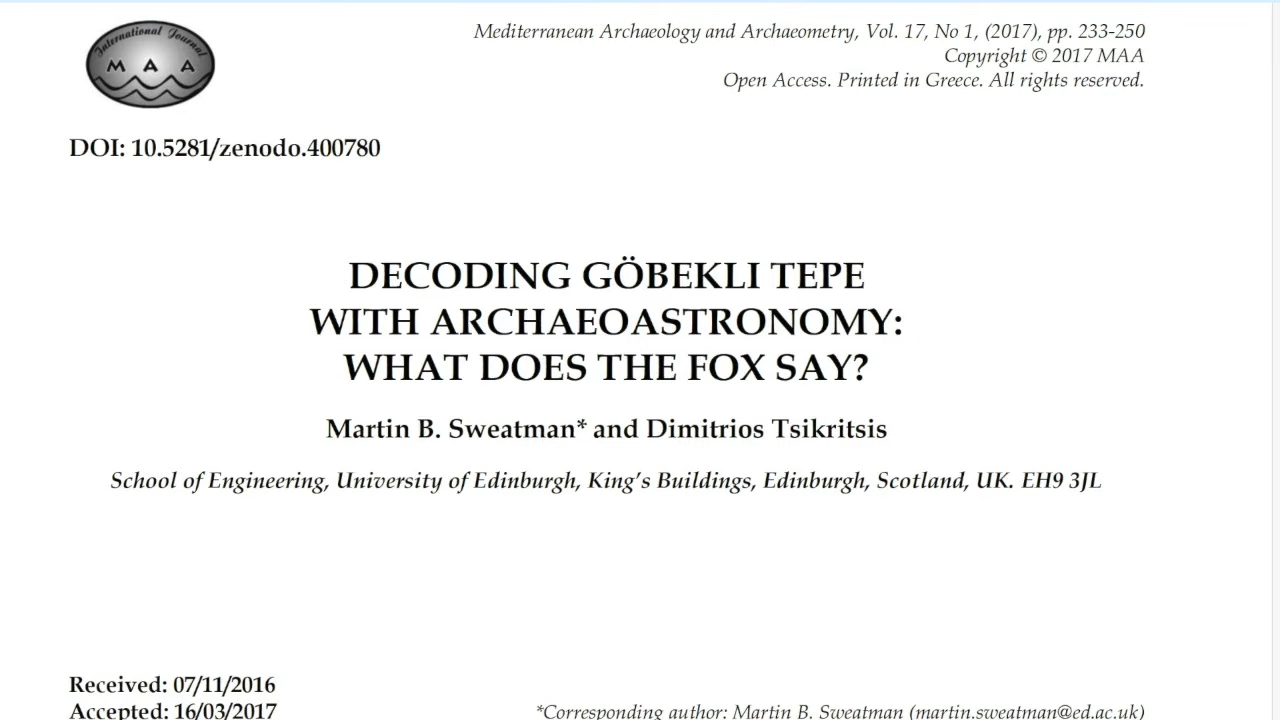 International Journal
M A A
Mediterranean Archaeology and Archaeometry, Vol. 17, No 1, (2017), pp. 233-250
Copyright © 2017 MAA
Open Access. Printed in Greece. All rights reserved.
DOI: 10.5281/zenodo.400780
DECODING GÖBEKLI TEPE
WITH ARCHAEOASTRONOMY:
WHAT DOES THE FOX SAY?
Martin B. Sweatman* and Dimitrios Tsikritsis
School of Engineering, University of Edinburgh, King's Buildings, Edinburgh, Scotland, UK. EH9 3JL
Received: 07/11/2016
Accepted: 16/03/2017
*Corresponding author: Martin B. Sweatman (martin.sweatman@ed.ac.uk)